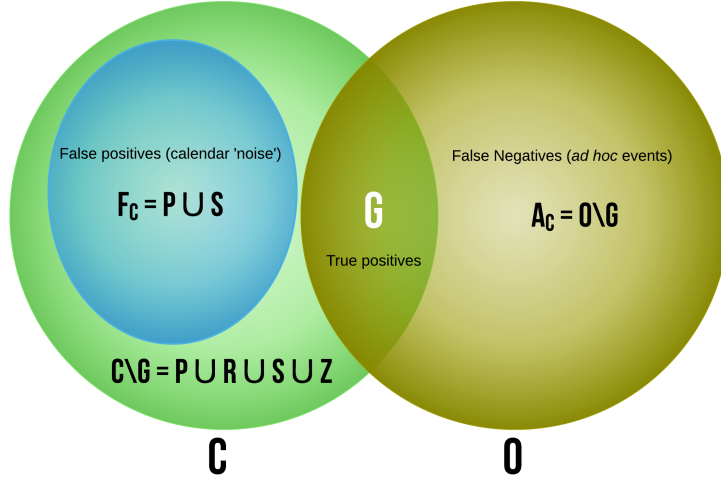 False positives (calendar 'noise')
F_C = P ∪ S
G
True positives
False Negatives (ad hoc events)
A_C = O\G
C\G = P ∪ R ∪ S ∪ Z
C
O